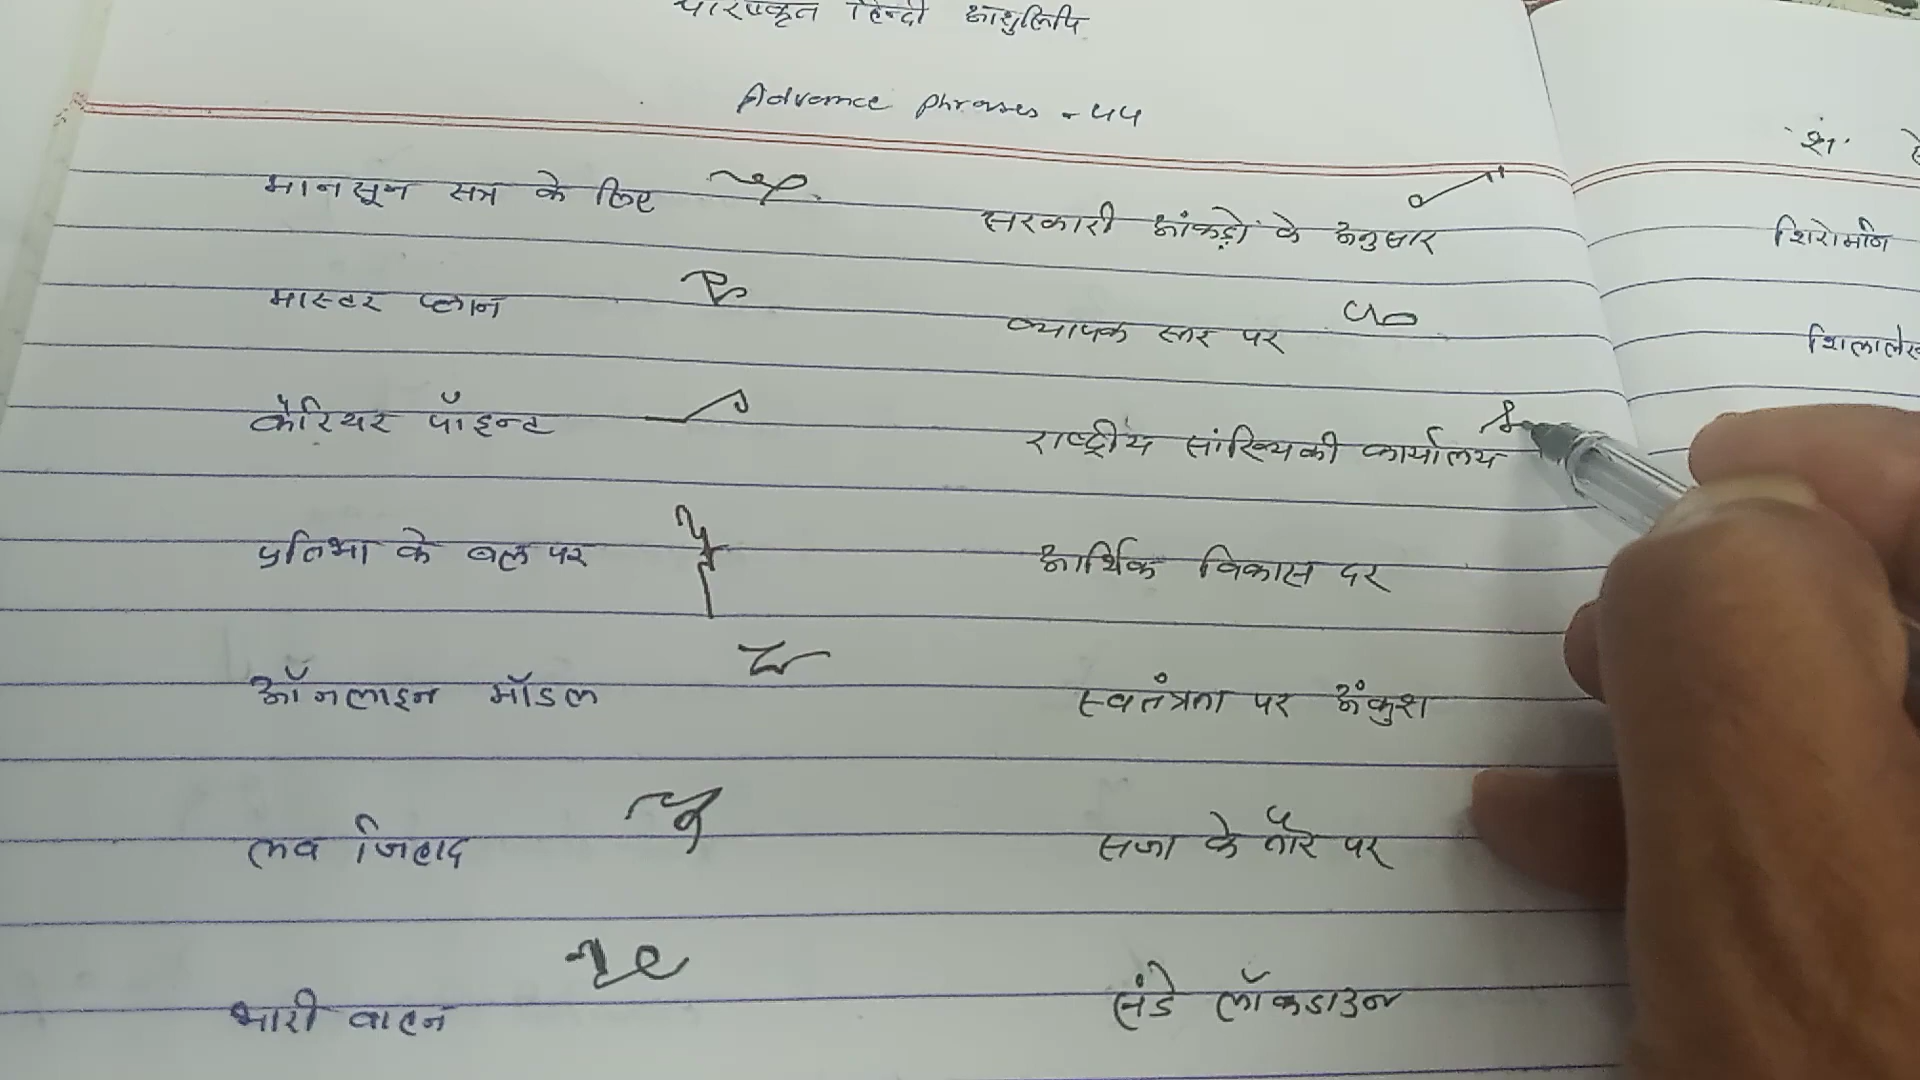 परिष्कृत हिन्दी आशुलिपि
Advance phrases - 44
मानसून सत्र के लिए
सरकारी आंकड़ों के अनुसार
मास्टर प्लान
व्यापक स्तर पर
कैरियर पॉइन्ट
राष्ट्रीय सांख्यिकी कार्यालय
प्रतिभा के बल पर
आर्थिक विकास दर
ऑनलाइन मॉडल
स्वतंत्रता पर अंकुश
लव जिहाद
सजा के तौर पर
भारी वाहन
संडे लॉकडाउन
शिरोमणि